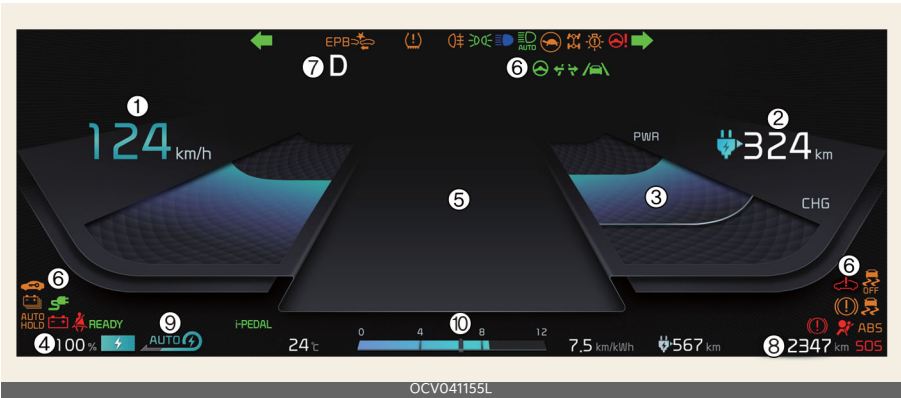 EPB
AUTO
7 D
6
1
124 km/h
PWR
2
324 km
5
3
CHG
6
6
OFF
AUTO HOLD
READY
9
i-PEDAL
10
0 4 8 12
ABS
4 100 % AUTO
24 ℃
7.5 km/kWh
567 km
8 2347 km SOS
OCV041155L